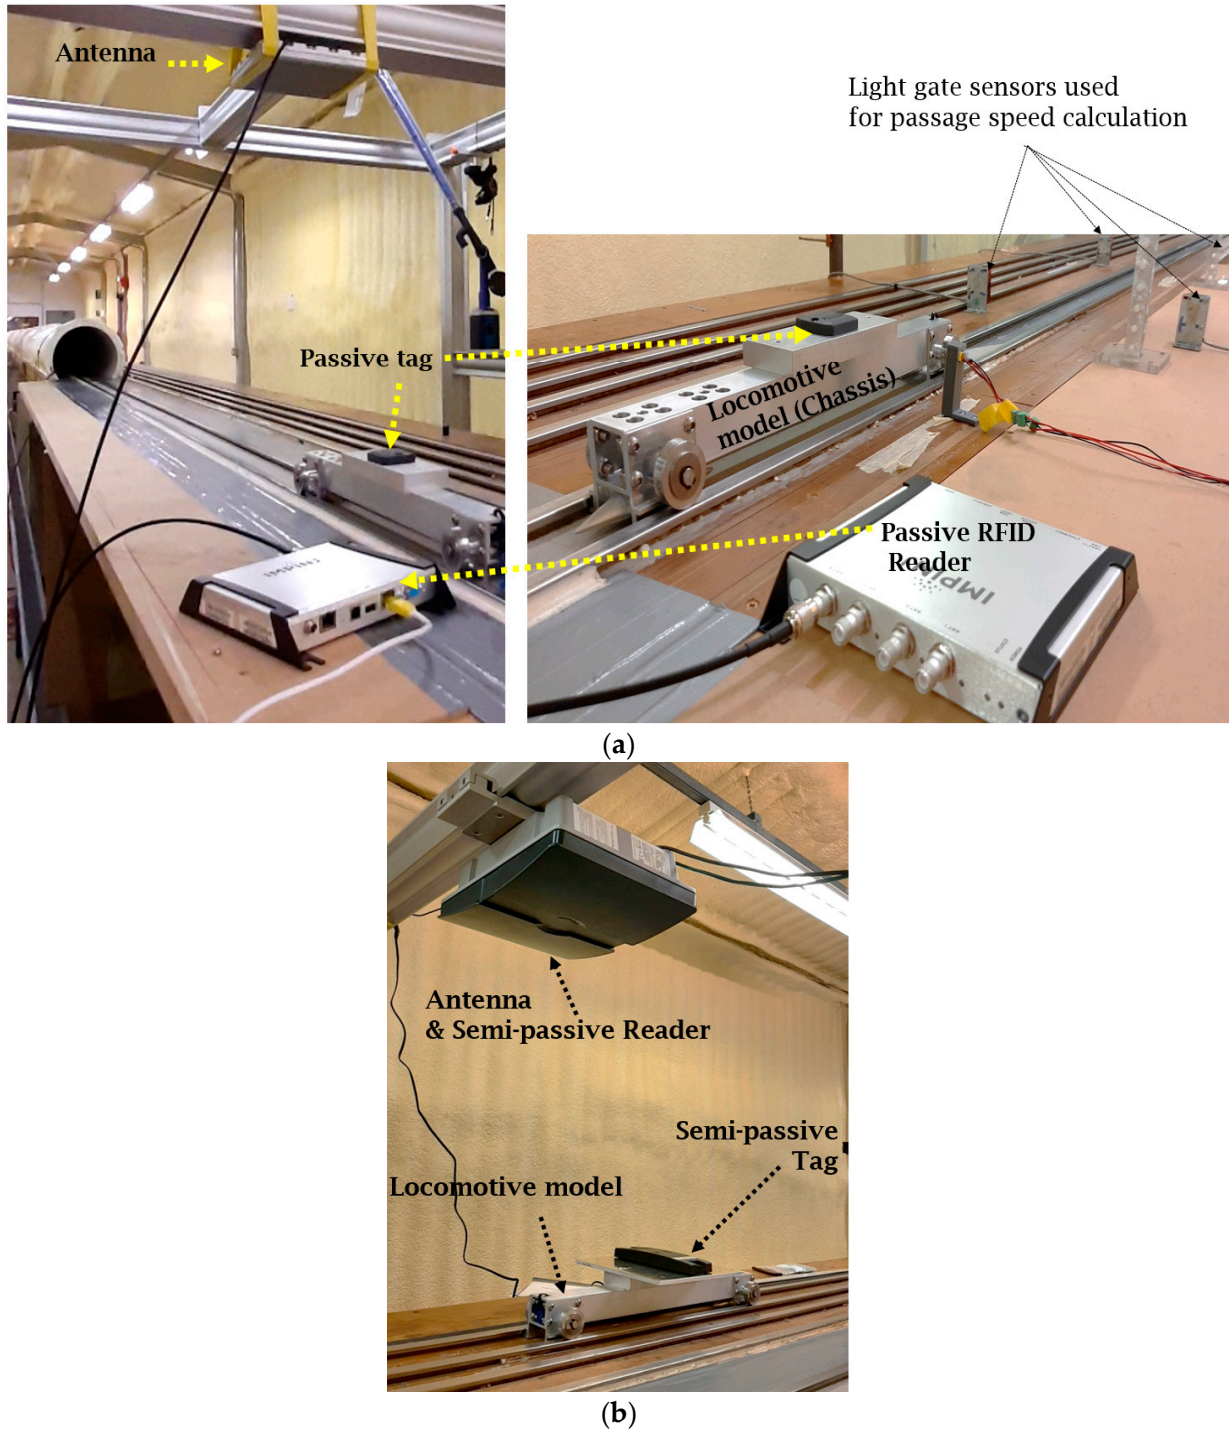 Antenna
Light gate sensors used
for passage speed calculation
Passive tag
Locomotive
model (Chassis)
Passive RFID
Reader
IMPIN
(a)
Antenna
& Semi-passive Reader
Semi-passive
Tag
Locomotive model
(b)